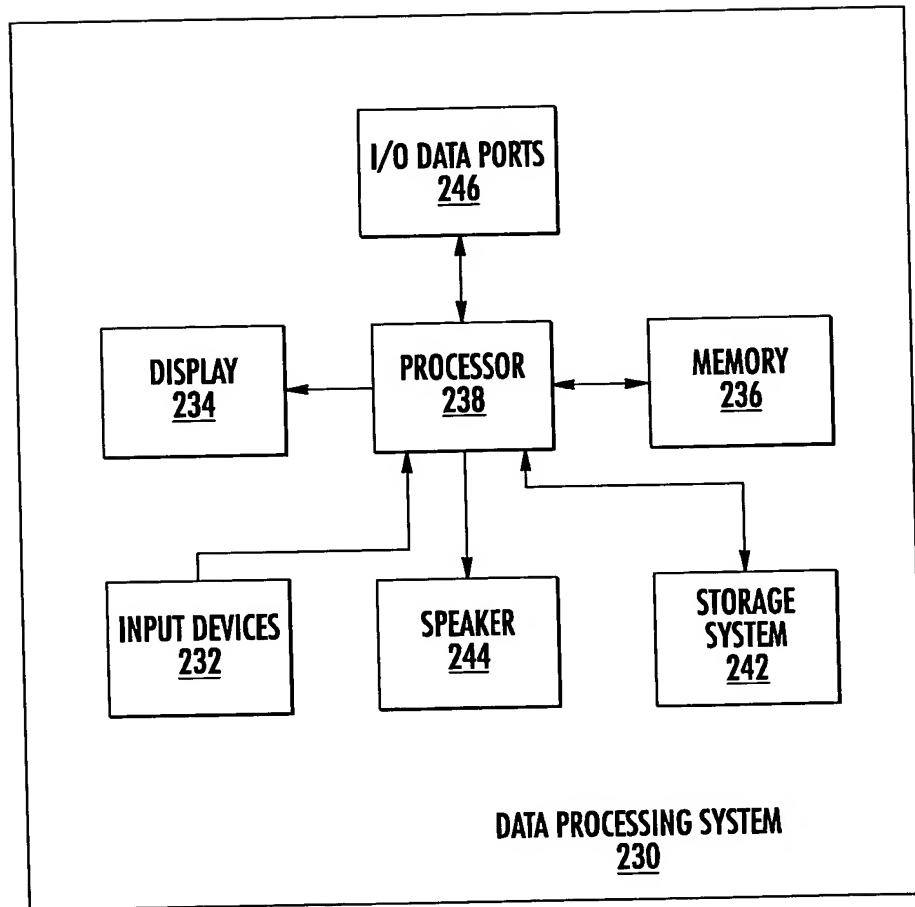 I/O DATA PORTS
246
DISPLAY
234
PROCESSOR
238
MEMORY
236
INPUT DEVICES
232
SPEAKER
244
STORAGE
SYSTEM
242
DATA PROCESSING SYSTEM
230